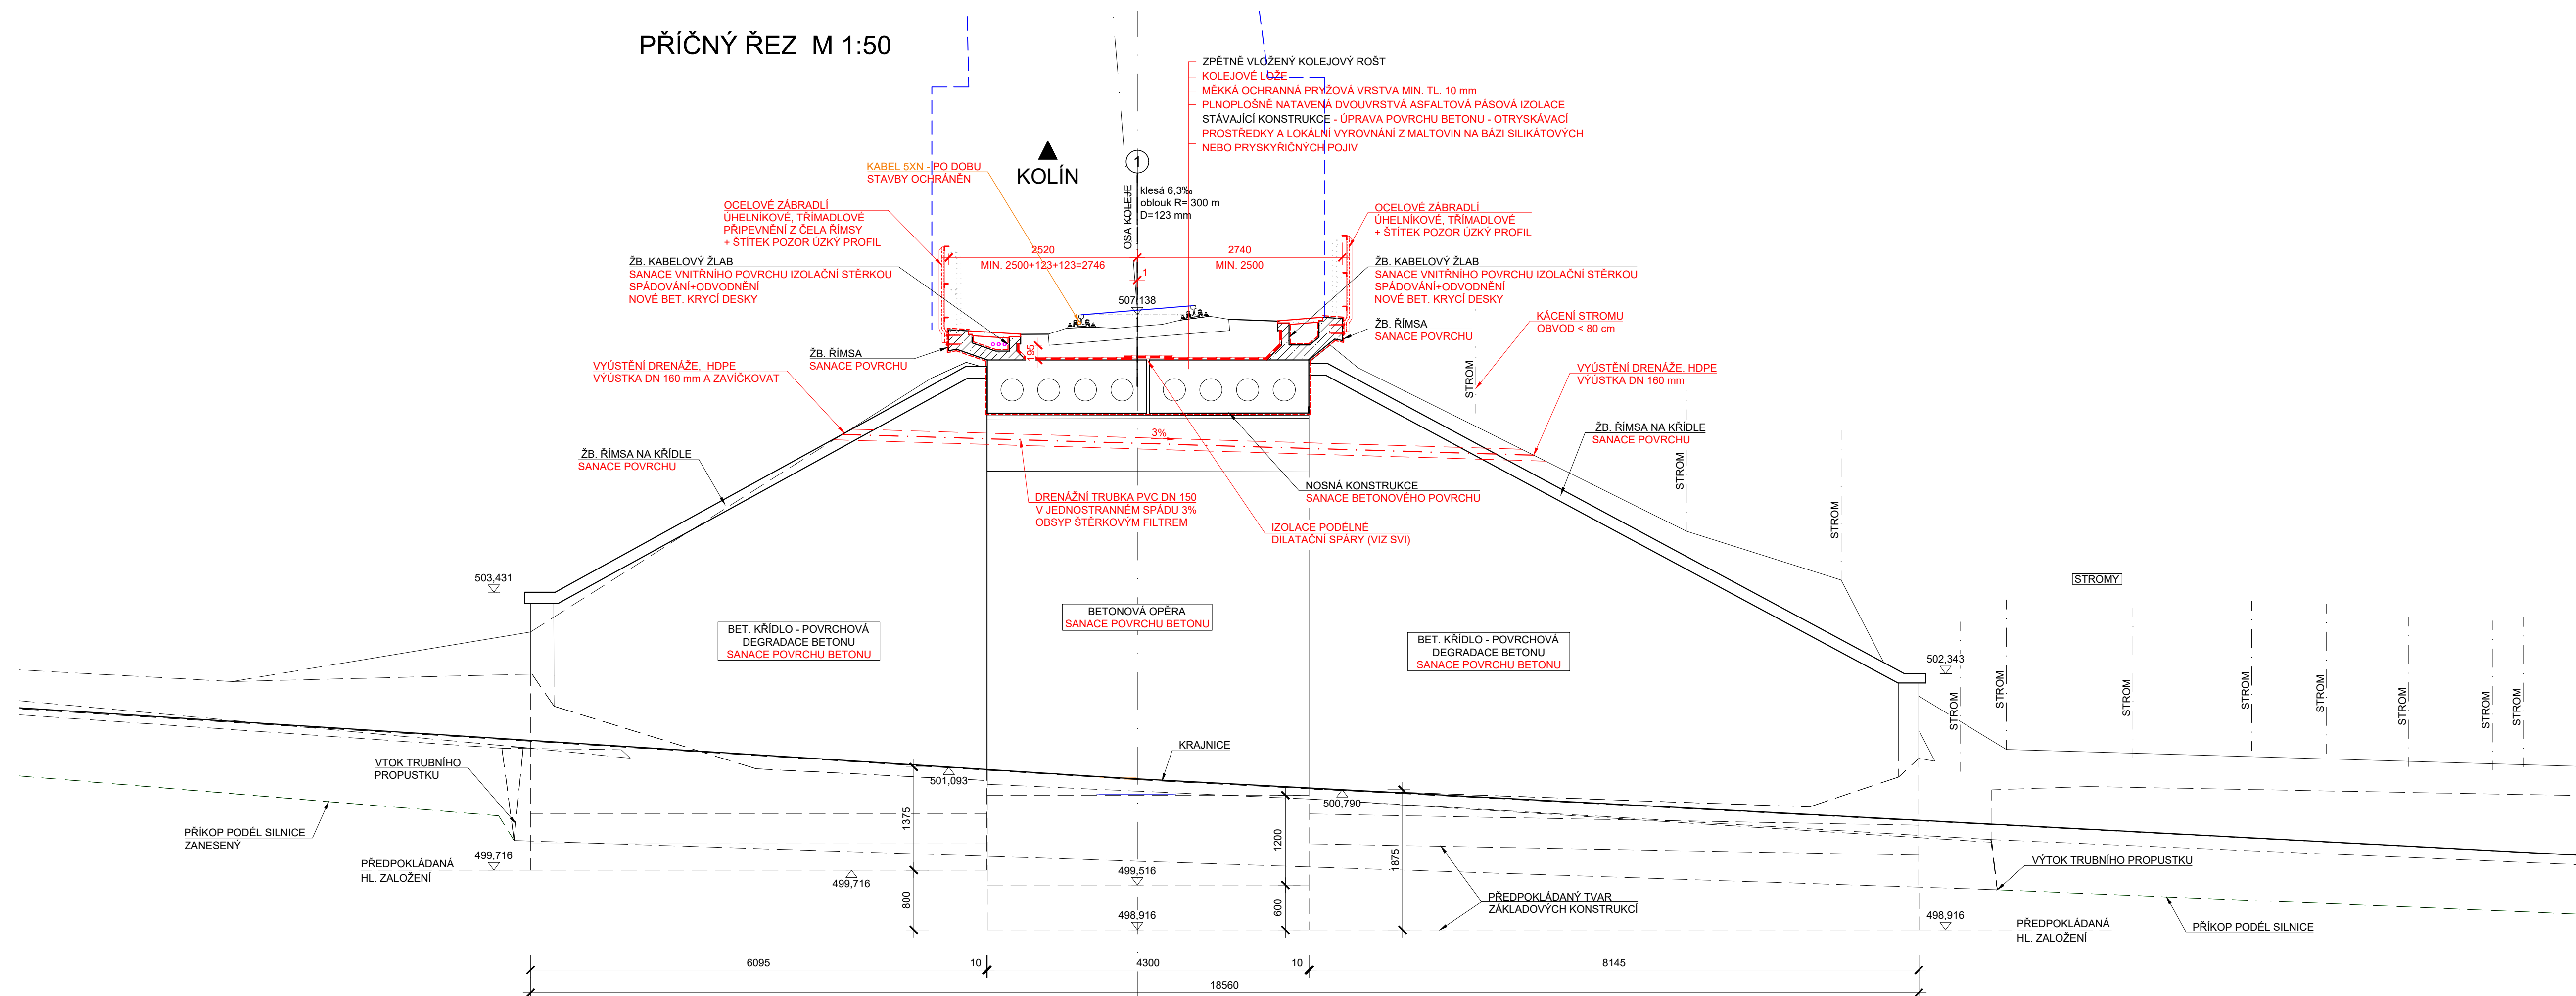 PŘÍČNÝ ŘEZ M 1:50
ZPĚTNĚ VLOŽENÝ KOLEJOVÝ ROŠT
KOLEJOVÉ LOŽE
MĚKKÁ OCHRANNÁ PRYŽOVÁ VRSTVA MIN. TL. 10 mm
PLNOPLOŠNĚ NATAVENÁ DVOUVRSTVÁ ASFALTOVÁ PÁSOVÁ IZOLACE
STÁVAJÍCÍ KONSTRUKCE - ÚPRAVA POVRCHU BETONU - OTRYSKÁVACÍ
PROSTŘEDKY A LOKÁLNÍ VYROVNÁNÍ Z MALTOVIN NA BÁZI SILIKÁTOVÝCH
NEBO PRYSKYŘIČNÝCH POJIV
KABEL 5XN - PO DOBU
STAVBY OCHRÁNĚN
KOLÍN
1
OSA KOLEJE
klesá 6,3‰
oblouk R= 300 m
D=123 mm
OCELOVÉ ZÁBRADLÍ
ÚHELNÍKOVÉ, TŘÍMADLOVÉ
PŘIPEVNĚNÍ Z ČELA ŘÍMSY
+ ŠTÍTEK POZOR ÚZKÝ PROFIL
OCELOVÉ ZÁBRADLÍ
ÚHELNÍKOVÉ, TŘÍMADLOVÉ
+ ŠTÍTEK POZOR ÚZKÝ PROFIL
2520
2740
MIN. 2500+123+123=2746
MIN. 2500
1
ŽB. KABELOVÝ ŽLAB
SANACE VNITŘNÍHO POVRCHU IZOLAČNÍ STĚRKOU
SPÁDOVÁNÍ+ODVODNĚNÍ
NOVÉ BET. KRYCÍ DESKY
ŽB. KABELOVÝ ŽLAB
SANACE VNITŘNÍHO POVRCHU IZOLAČNÍ STĚRKOU
SPÁDOVÁNÍ+ODVODNĚNÍ
NOVÉ BET. KRYCÍ DESKY
507,138
195
ŽB. ŘÍMSA
SANACE POVRCHU
ŽB. ŘÍMSA
SANACE POVRCHU
KÁCENÍ STROMU
OBVOD < 80 cm
STROM
VYÚSTĚNÍ DRENÁŽE, HDPE
VÝÚSTKA DN 160 mm A ZAVÍČKOVAT
VYÚSTĚNÍ DRENÁŽE. HDPE
VÝÚSTKA DN 160 mm
3%
ŽB. ŘÍMSA NA KŘÍDLE
SANACE POVRCHU
ŽB. ŘÍMSA NA KŘÍDLE
SANACE POVRCHU
STROM
STROM
NOSNÁ KONSTRUKCE
SANACE BETONOVÉHO POVRCHU
DRENÁŽNÍ TRUBKA PVC DN 150
V JEDNOSTRANNÉM SPÁDU 3%
OBSYP ŠTĚRKOVÝM FILTREM
IZOLACE PODÉLNÉ
DILATAČNÍ SPÁRY (VIZ SVI)
503,431
STROMY
BETONOVÁ OPĚRA
SANACE POVRCHU BETONU
BET. KŘÍDLO - POVRCHOVÁ
DEGRADACE BETONU
SANACE POVRCHU BETONU
BET. KŘÍDLO - POVRCHOVÁ
DEGRADACE BETONU
SANACE POVRCHU BETONU
502,343
STROM
STROM
STROM
STROM
STROM
STROM
STROM
STROM
KRAJNICE
VTOK TRUBNÍHO
PROPUSTKU
501,093
500,790
1375
1200
1875
PŘÍKOP PODÉL SILNICE
ZANESENÝ
PŘEDPOKLÁDANÁ
HL. ZALOŽENÍ
499,716
499,716
499,516
VÝTOK TRUBNÍHO PROPUSTKU
800
600
498,916
PŘEDPOKLÁDANÝ TVAR
ZÁKLADOVÝCH KONSTRUKCÍ
498,916
PŘEDPOKLÁDANÁ
HL. ZALOŽENÍ
PŘÍKOP PODÉL SILNICE
6095
10
4300
10
8145
18560